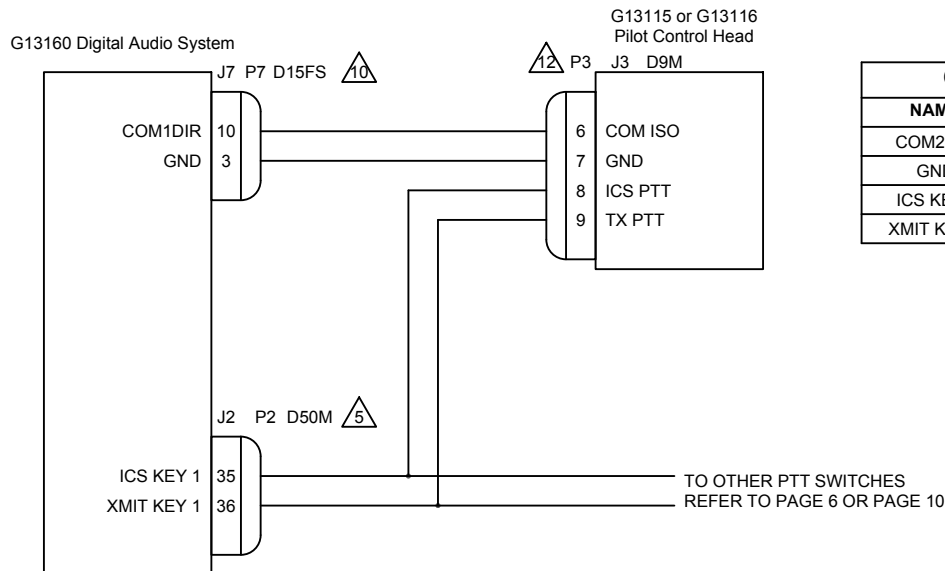 G13160 Digital Audio System
G13115 or G13116
Pilot Control Head
J7 P7 D15FS 10
12 P3 J3 D9M
COM1DIR 10
GND 3
6 COM ISO
7 GND
8 ICS PTT
9 TX PTT
COM2
ICS
XMIT
J2 P2 D50M 5
ICS KEY 1 35
XMIT KEY 1 36
TO OTHER PTT SWITCHES
REFER TO PAGE 6 OR PAGE 10